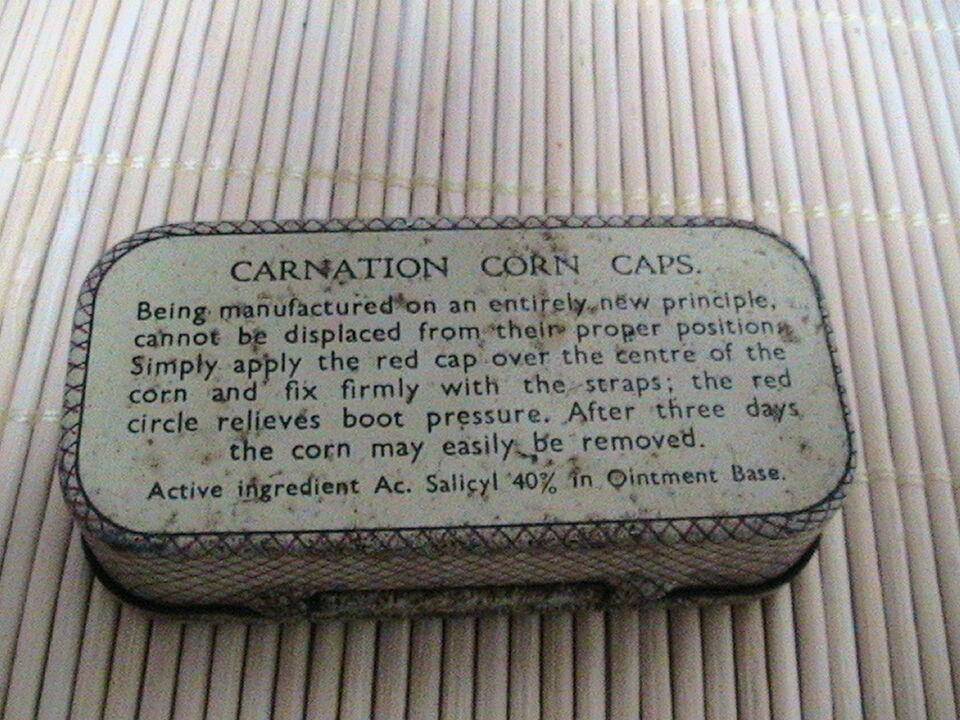 CARNATION CORN CAPS.
Being manufactured on an entirely new principle,
cannot be displaced from their proper position.
Simply apply the red cap over the centre of the
corn and fix firmly with the straps; the red
circle relieves boot pressure. After three days
the corn may easily be removed.
Active ingredient Ac. Salicyl 40% in Ointment Base.